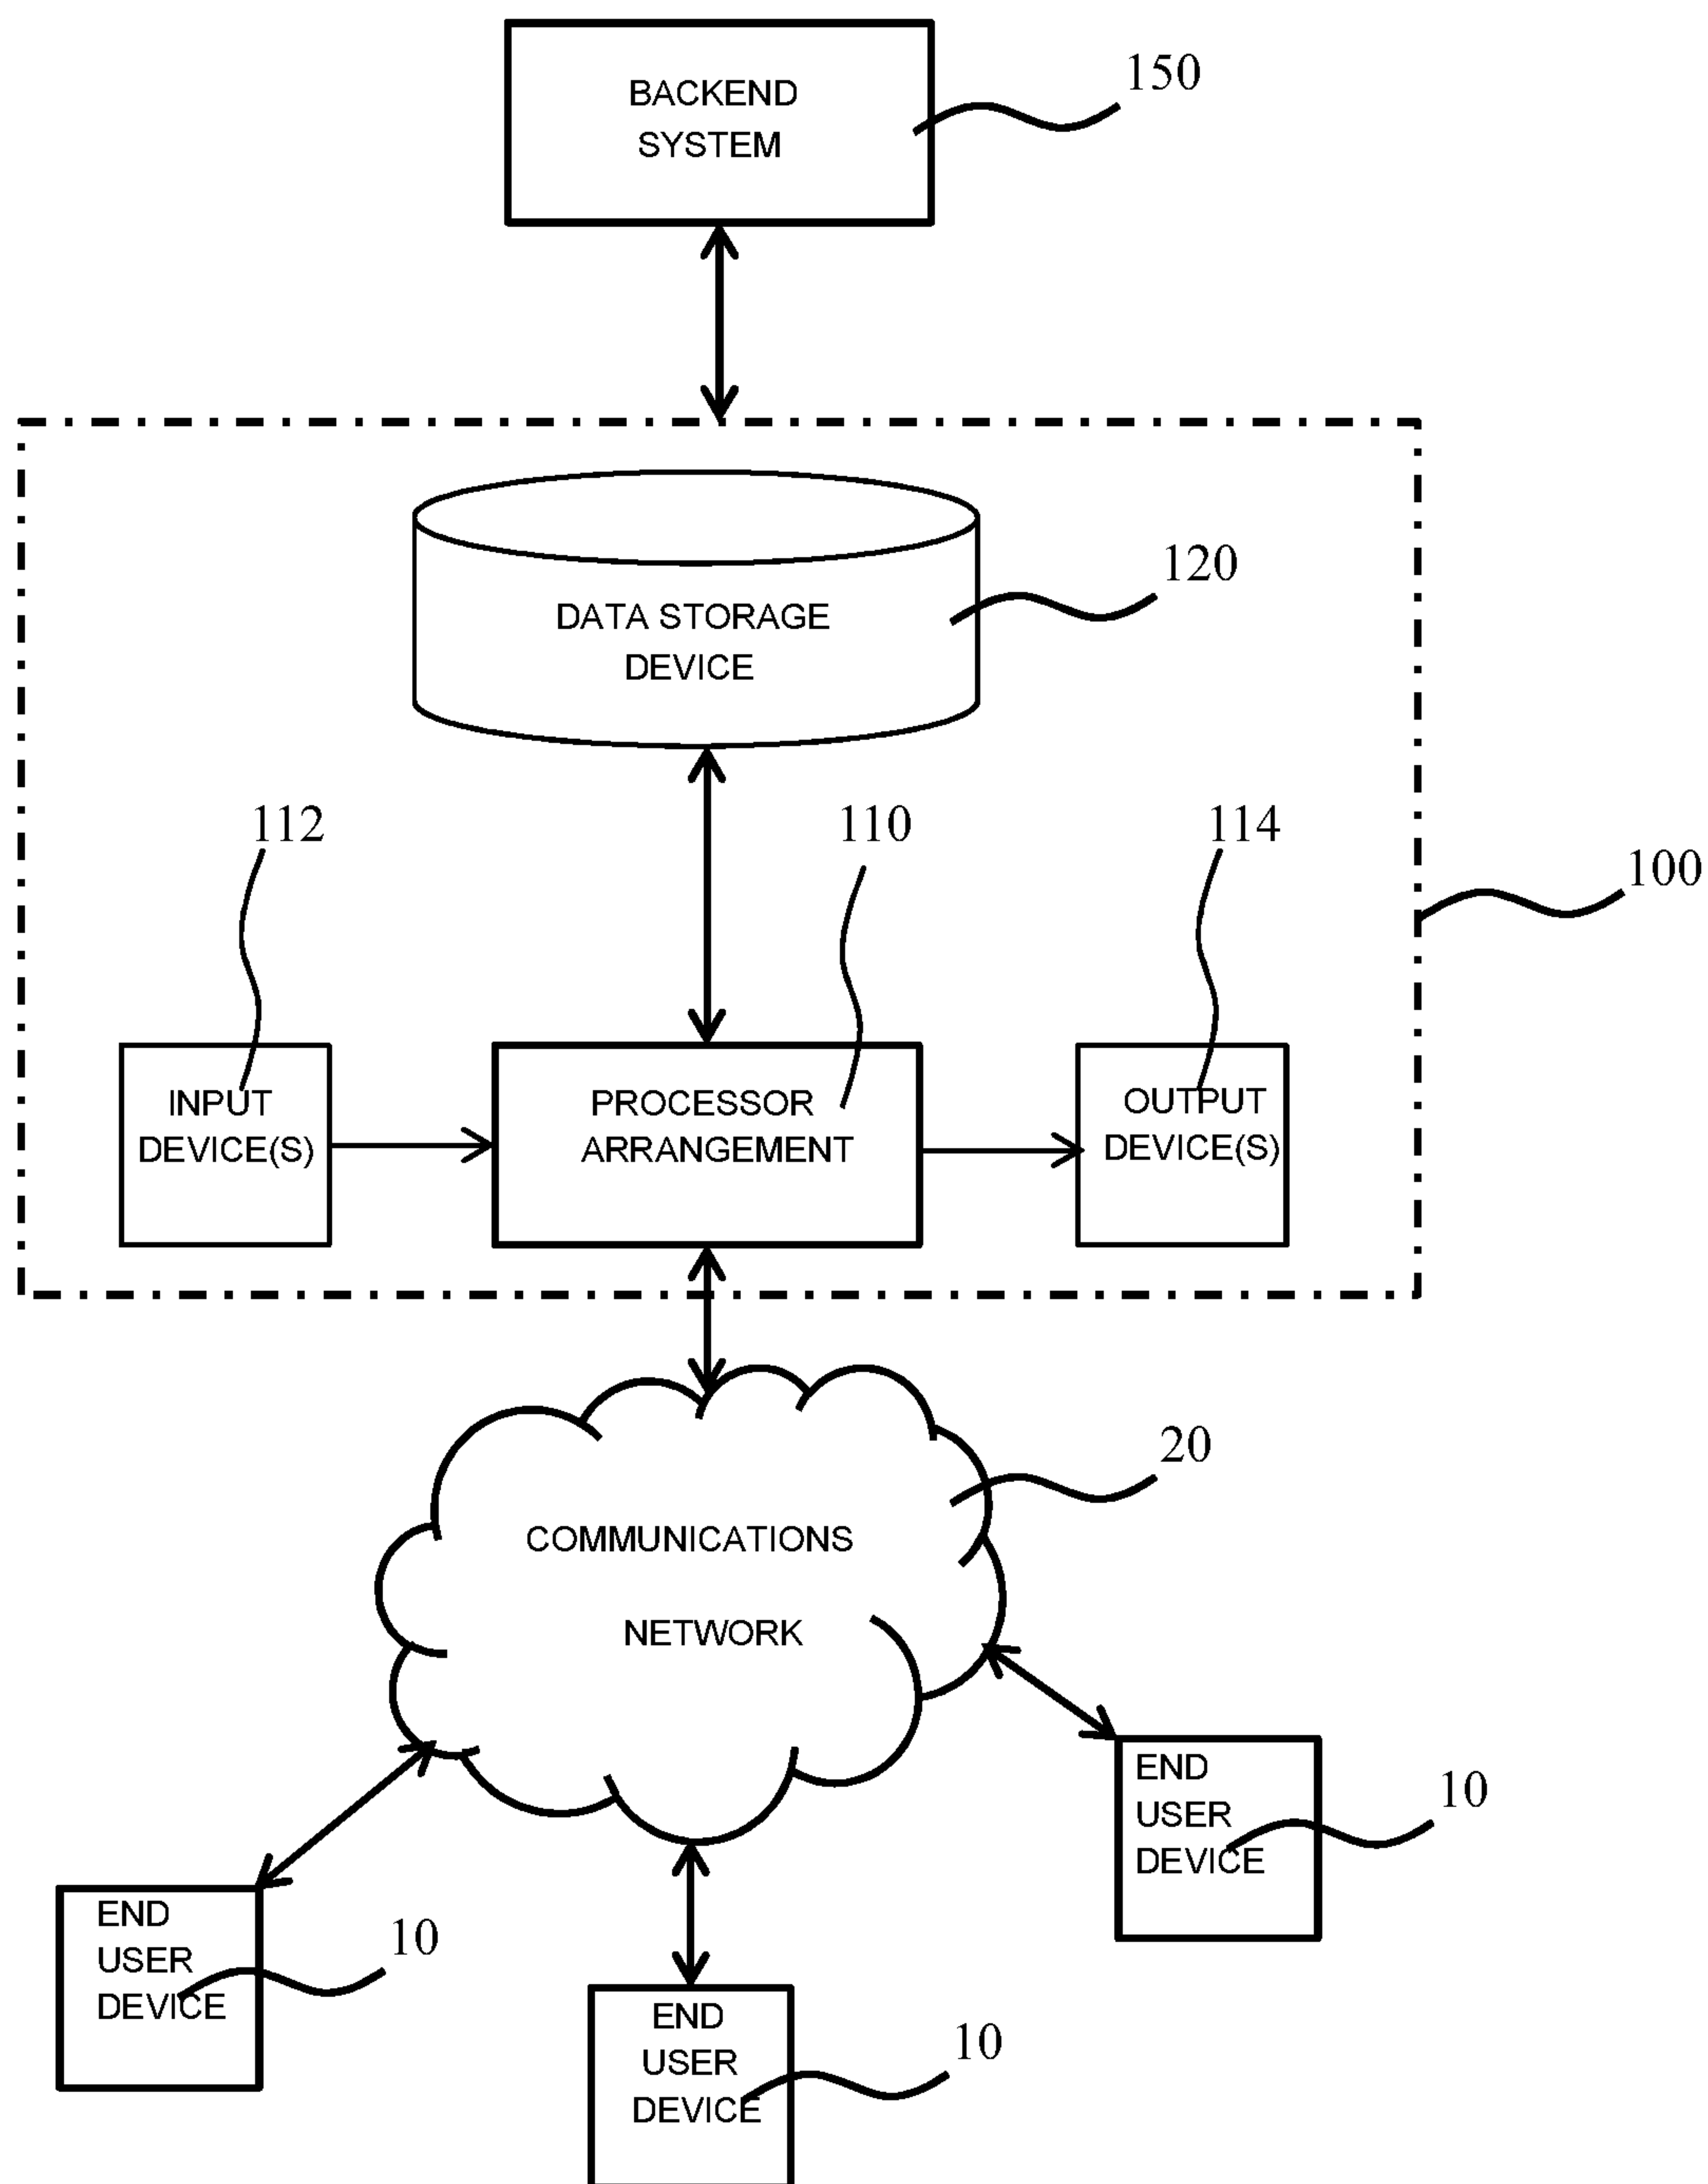 BACKEND
SYSTEM
150
120
DATA STORAGE
DEVICE
112
110
114
100
INPUT
DEVICE(S)
PROCESSOR
ARRANGEMENT
OUTPUT
DEVICE(S)
20
COMMUNICATIONS
NETWORK
END
USER
DEVICE
10
END
USER
DEVICE
10
END
USER
DEVICE
10